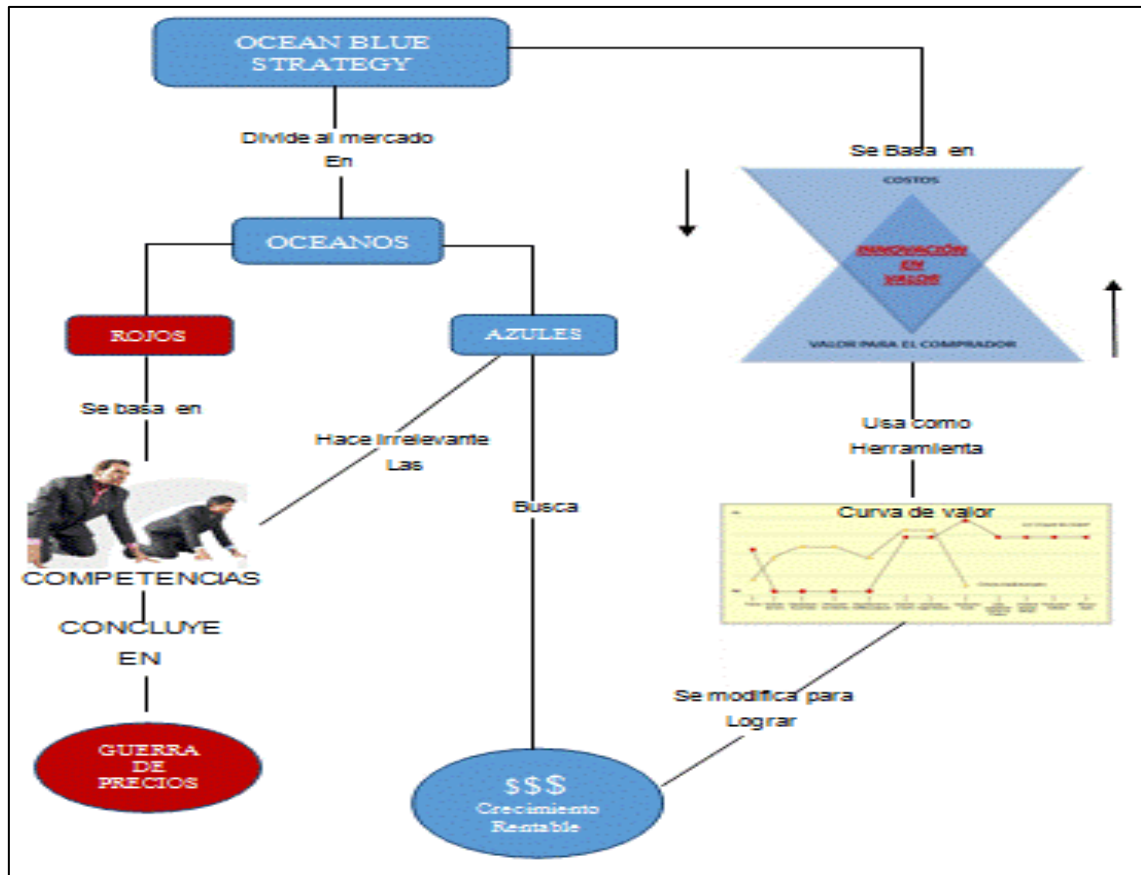 OCEAN BLUE
STRATEGY
Divide al mercado
En
Se Basa en
COSTOS
OCEANOS
INNOVACIÓN
EN
VALOR
ROJOS
AZULES
VALOR PARA EL COMPRADOR
Se basa en
Hace Irrelevante
Las
Usa como
Herramienta
Busca
Curva de valor
COMPETENCIAS
CONCLUYE
EN
Se modifica para
Lograr
GUERRA
DE
PRECIOS
$$$
Crecimiento
Rentable